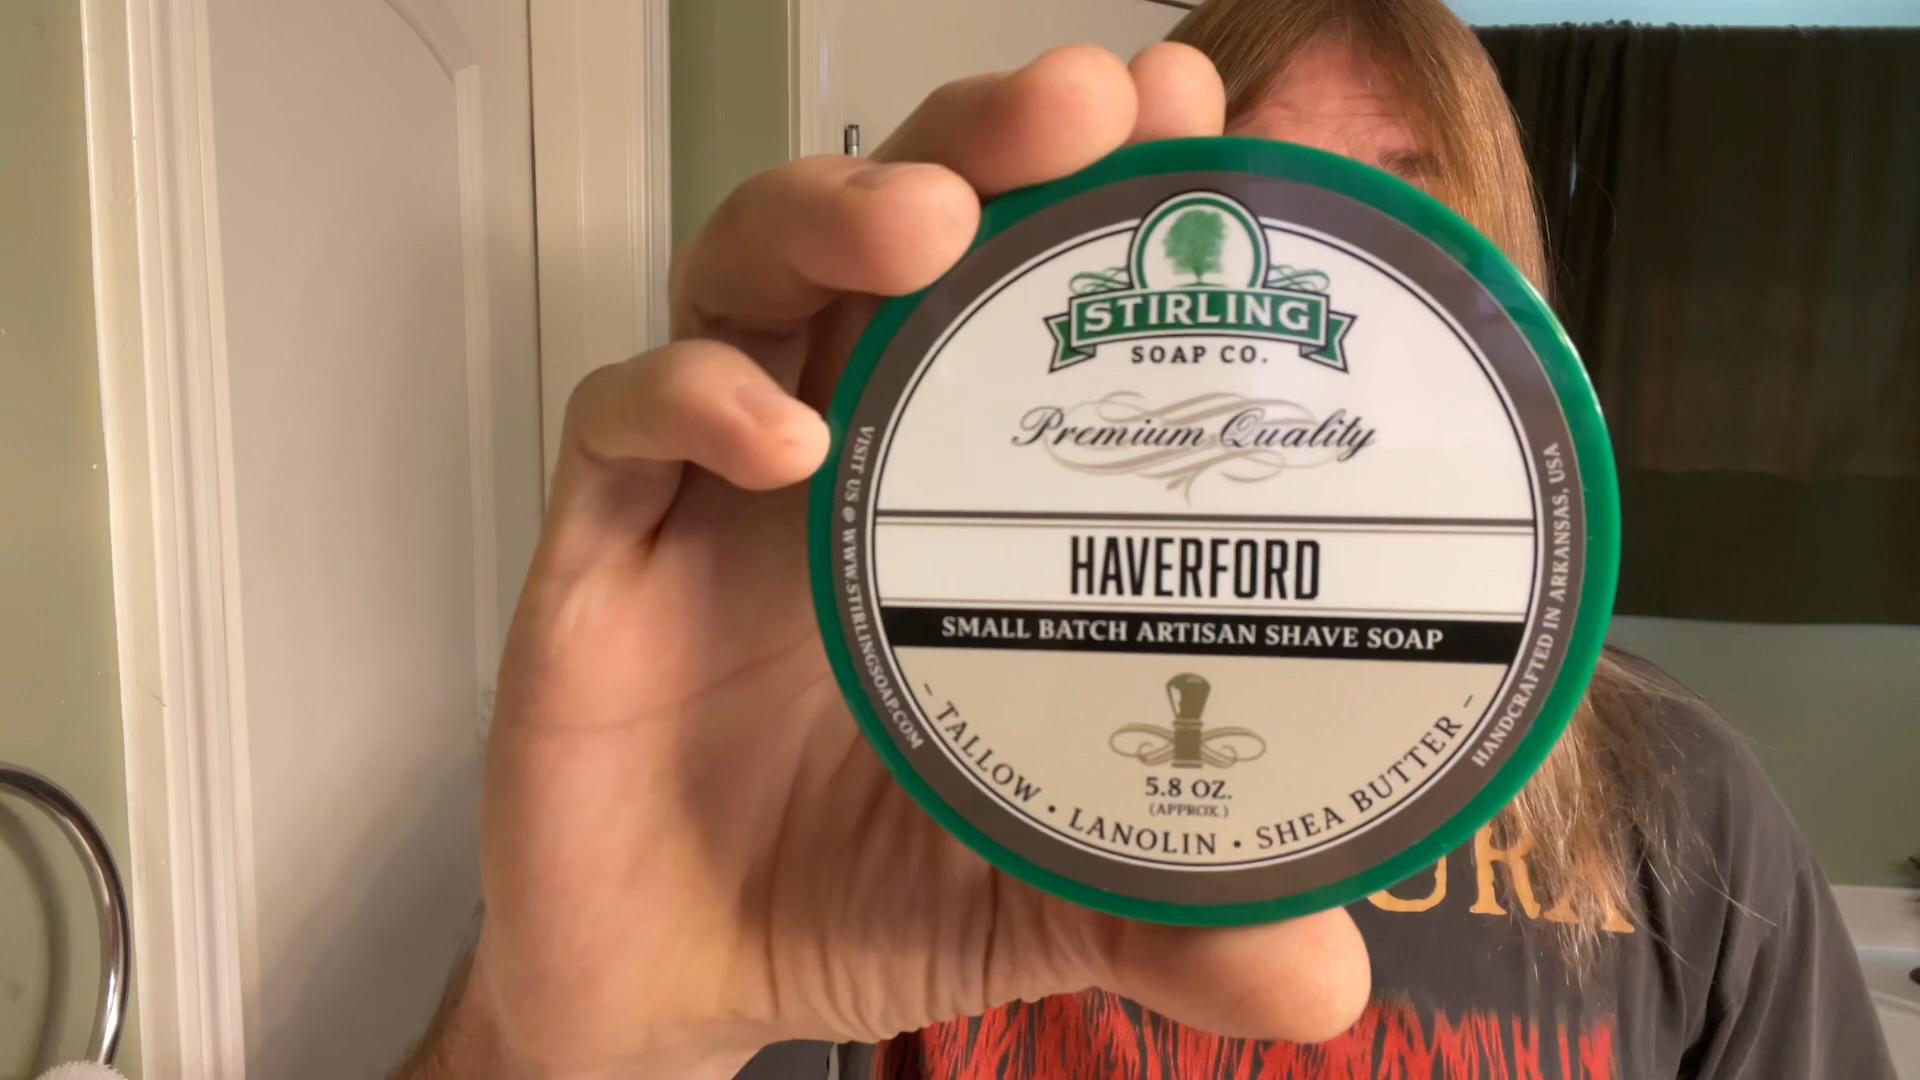 STIRLING
SOAP CO.
Premium Quality
HAVERFORD
SMALL BATCH ARTISAN SHAVE SOAP
5.8 OZ.
(APPROX.)
- TALLOW • LANOLIN • SHEA BUTTER -
VISIT US @ WWW.STIRLINGSOAP.COM
HANDCRAFTED IN ARKANSAS, USA